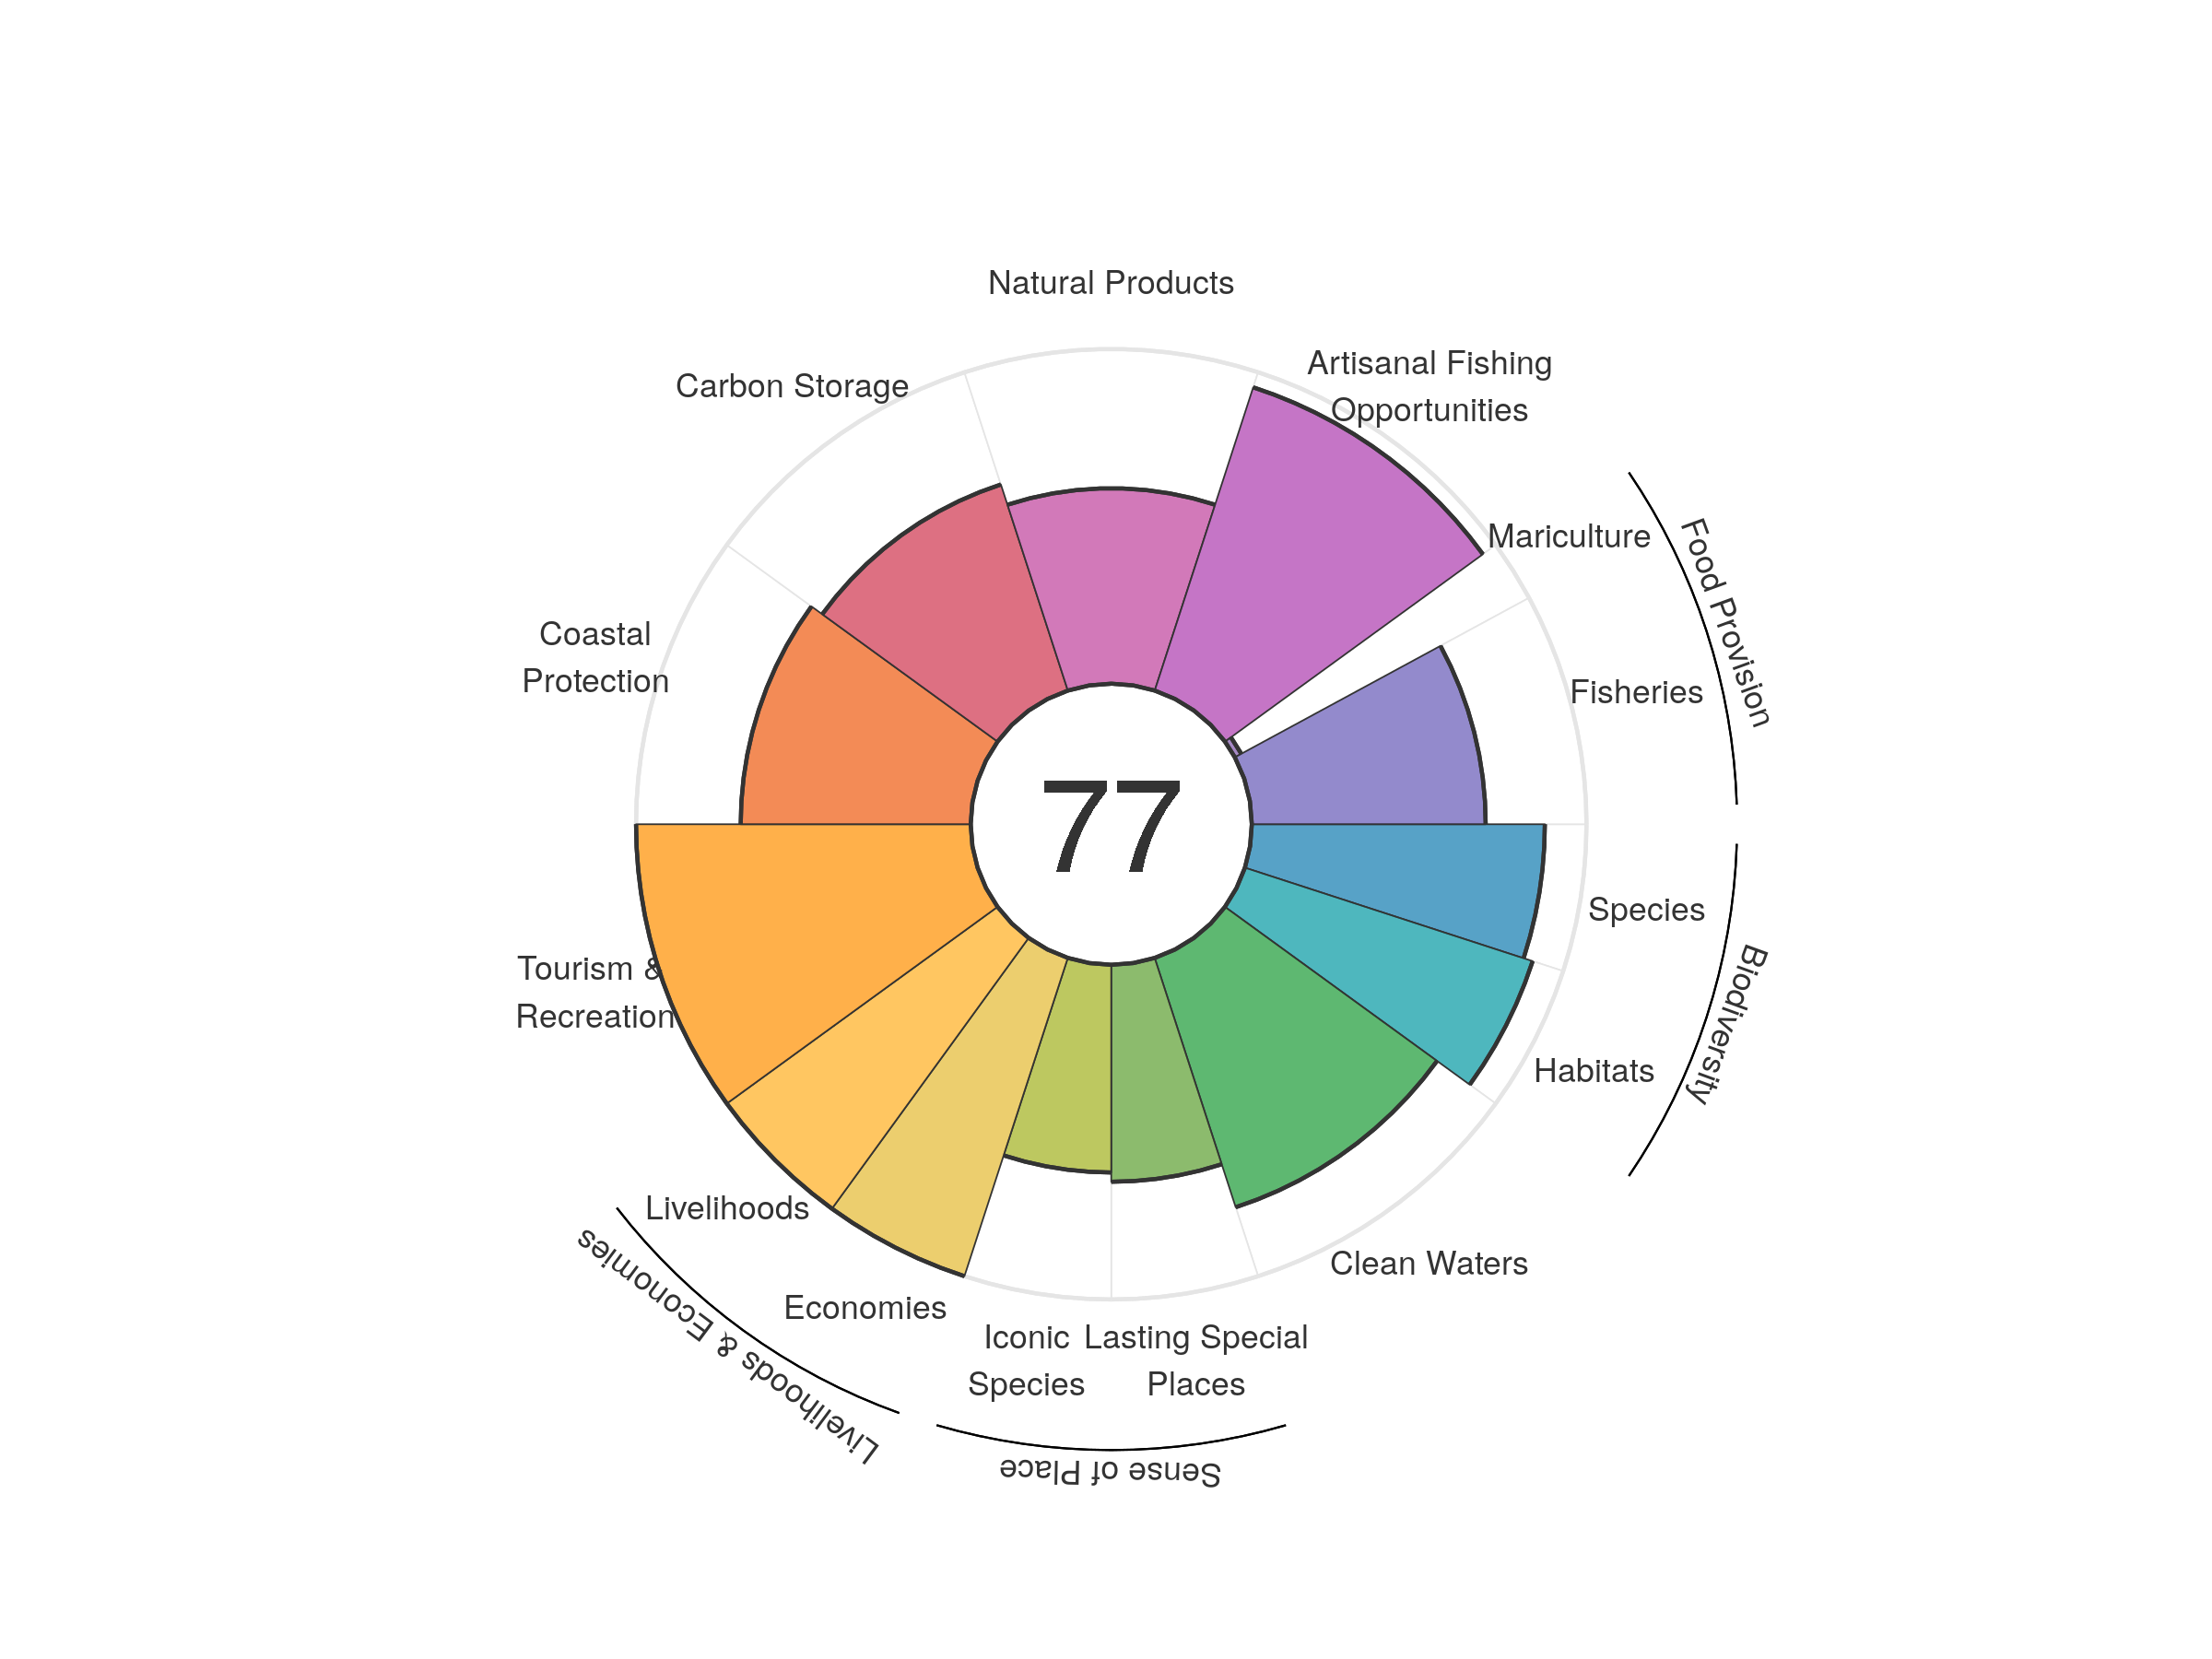 Natural Products
Artisanal Fishing
Opportunities
Carbon Storage
Mariculture
Food Provision
Coastal
Protection
Fisheries
77
Species
Tourism &
Recreation
Habitats
Biodiversity
Livelihoods
Clean Waters
Economies
Livelihoods & Economies
Iconic
Species
Lasting Special
Places
Sense of Place